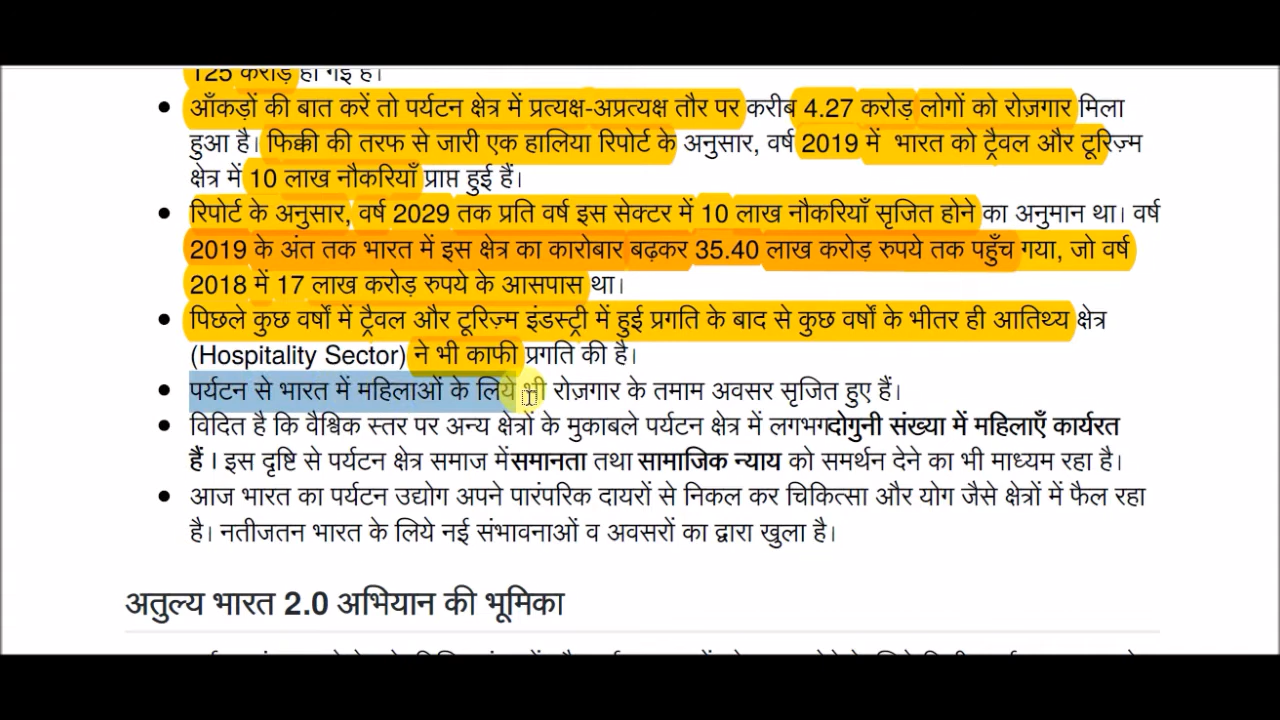 125 करोड़ हो गई है।
• आँकड़ों की बात करें तो पर्यटन क्षेत्र में प्रत्यक्ष-अप्रत्यक्ष तौर पर करीब 4.27 करोड़ लोगों को रोज़गार मिला
हुआ है। फिक्की की तरफ से जारी एक हालिया रिपोर्ट के अनुसार, वर्ष 2019 में भारत को ट्रैवल और टूरिज़्म
क्षेत्र में 10 लाख नौकरियाँ प्राप्त हुई हैं।
• रिपोर्ट के अनुसार, वर्ष 2029 तक प्रति वर्ष इस सेक्टर में 10 लाख नौकरियाँ सृजित होने का अनुमान था। वर्ष
2019 के अंत तक भारत में इस क्षेत्र का कारोबार बढ़कर 35.40 लाख करोड़ रुपये तक पहुँच गया, जो वर्ष
2018 में 17 लाख करोड़ रुपये के आसपास था।
• पिछले कुछ वर्षों में ट्रैवल और टूरिज़्म इंडस्ट्री में हुई प्रगति के बाद से कुछ वर्षों के भीतर ही आतिथ्य क्षेत्र
(Hospitality Sector) ने भी काफी प्रगति की है।
• पर्यटन से भारत में महिलाओं के लिये भी रोज़गार के तमाम अवसर सृजित हुए हैं।
• विदित है कि वैश्विक स्तर पर अन्य क्षेत्रों के मुकाबले पर्यटन क्षेत्र में लगभगदोगुनी संख्या में महिलाएँ कार्यरत
हैं। इस दृष्टि से पर्यटन क्षेत्र समाज मेंसमानता तथा सामाजिक न्याय को समर्थन देने का भी माध्यम रहा है।
• आज भारत का पर्यटन उद्योग अपने पारंपरिक दायरों से निकल कर चिकित्सा और योग जैसे क्षेत्रों में फैल रहा
है। नतीजतन भारत के लिये नई संभावनाओं व अवसरों का द्वारा खुला है।
अतुल्य भारत 2.0 अभियान की भूमिका